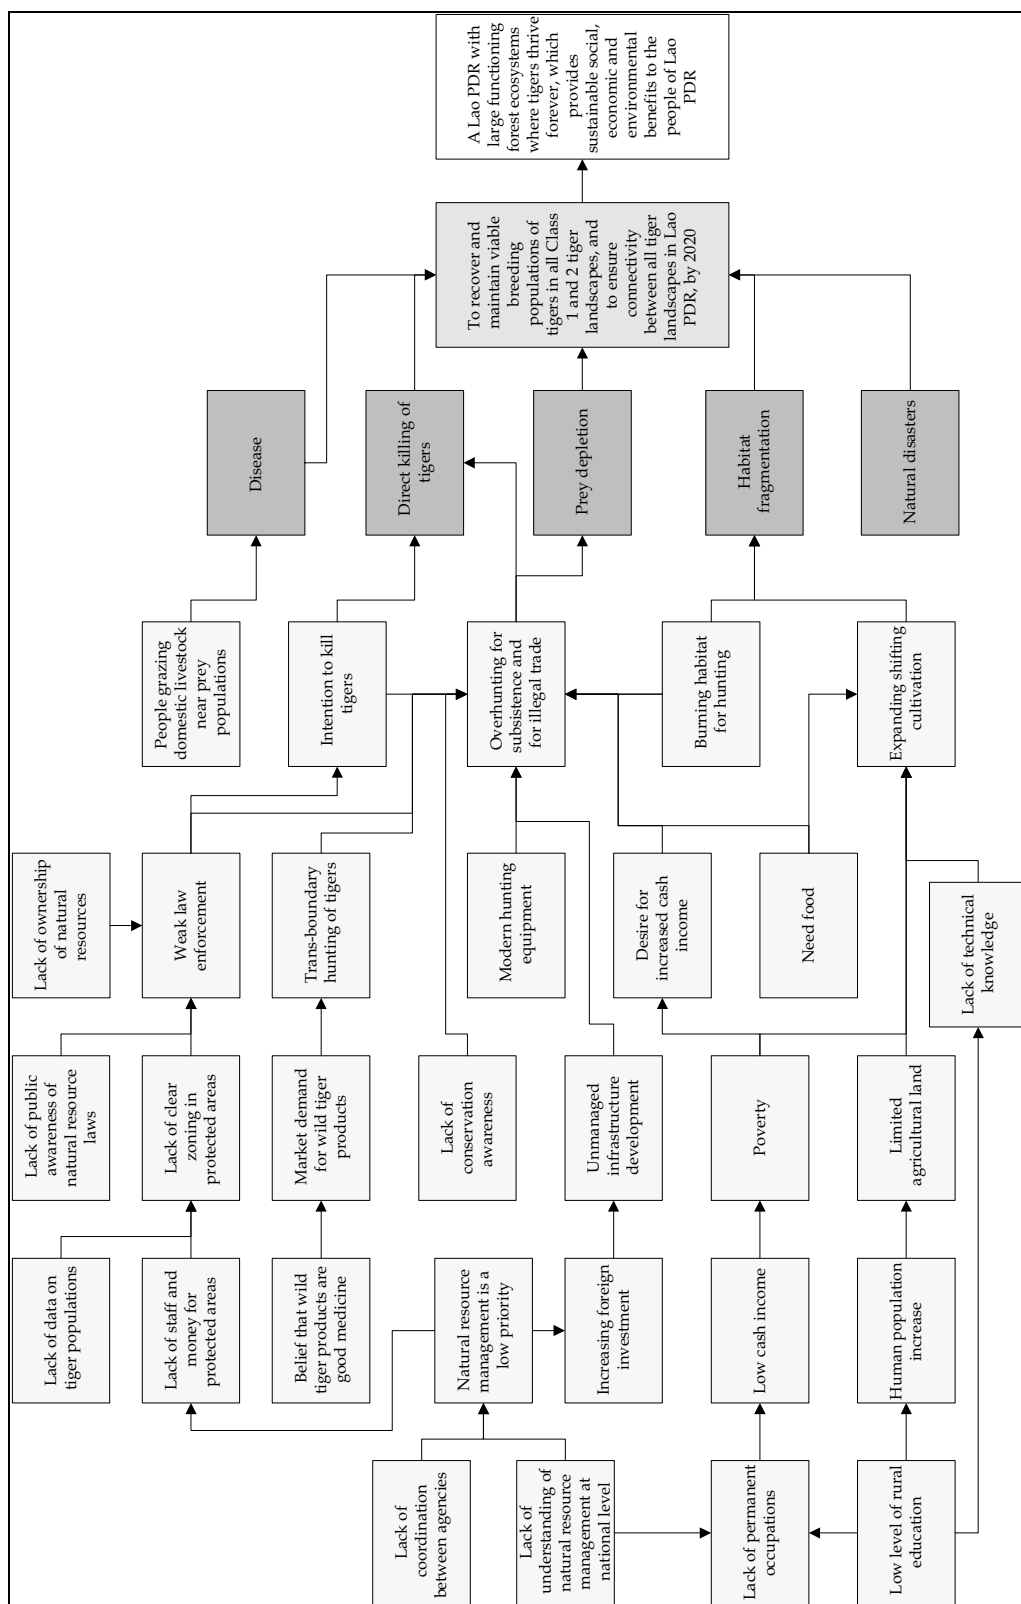 A Lao PDR with
large functioning
forest ecosystems
where tigers thrive
forever, which
provides
sustainable social,
economic and
environmental
benefits to the
people of Lao
PDR
To recover and
maintain viable
breeding
populations of
tigers in all Class
1 and 2 tiger
landscapes, and
to ensure
connectivity
between all tiger
landscapes in Lao
PDR, by 2020
Disease
Direct killing of
tigers
Prey depletion
Habitat
fragmentation
Natural disasters
People grazing
domestic livestock
near prey
populations
Intention to kill
tigers
Overhunting for
subsistence and
for illegal trade
Burning habitat
for hunting
Expanding shifting
cultivation
Lack of ownership
of natural
resources
Weak law
enforcement
Trans-boundary
hunting of tigers
Modern hunting
equipment
Desire for
increased cash
income
Need food
Lack of technical
knowledge
Lack of public
awareness of
natural resource
laws
Lack of clear
zoning in
protected areas
Market demand
for wild tiger
products
Lack of
conservation
awareness
Unmanaged
infrastructure
development
Poverty
Limited
agricultural land
Lack of data on
tiger populations
Lack of staff and
money for
protected areas
Belief that wild
tiger products are
good medicine
Natural resource
management is a
low priority
Increasing foreign
investment
Low cash income
Human population
increase
Lack of
coordination
between agencies
Lack of
understanding of
natural resource
management at
national level
Lack of permanent
occupations
Low level of rural
education